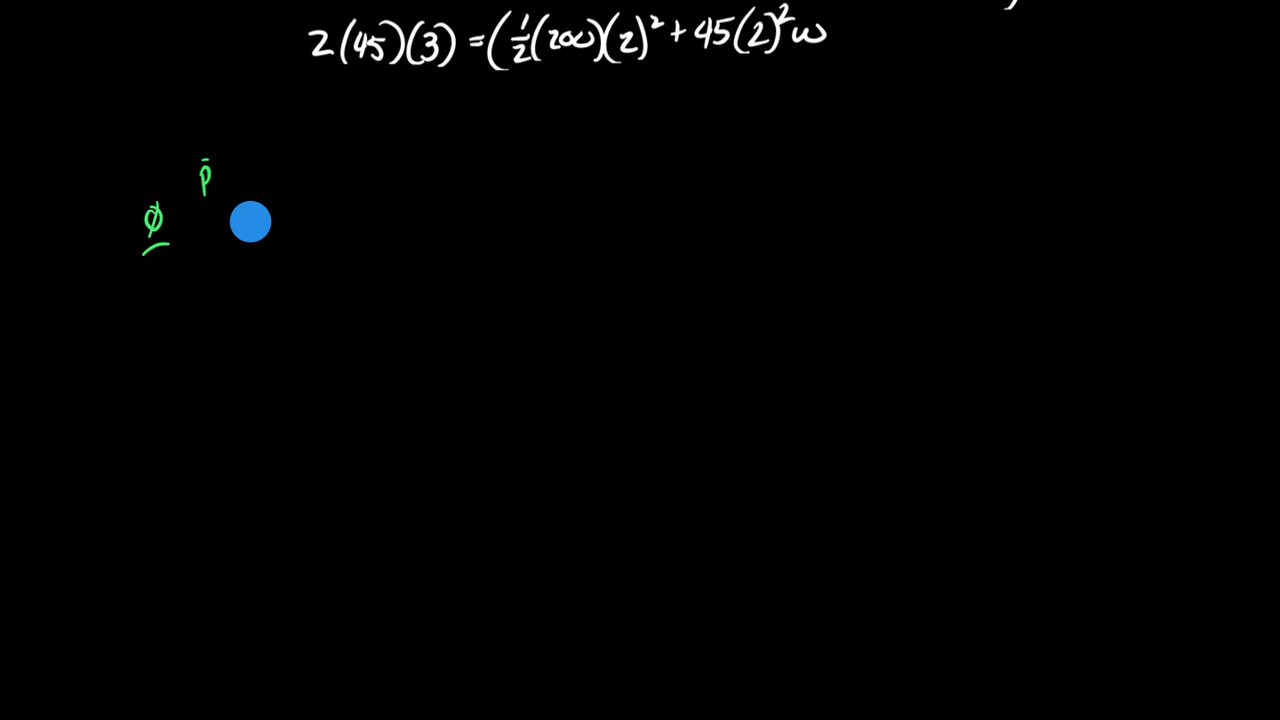 2(45)(3) = (½(200)(2)² + 45(2)²ω
p̄
φ